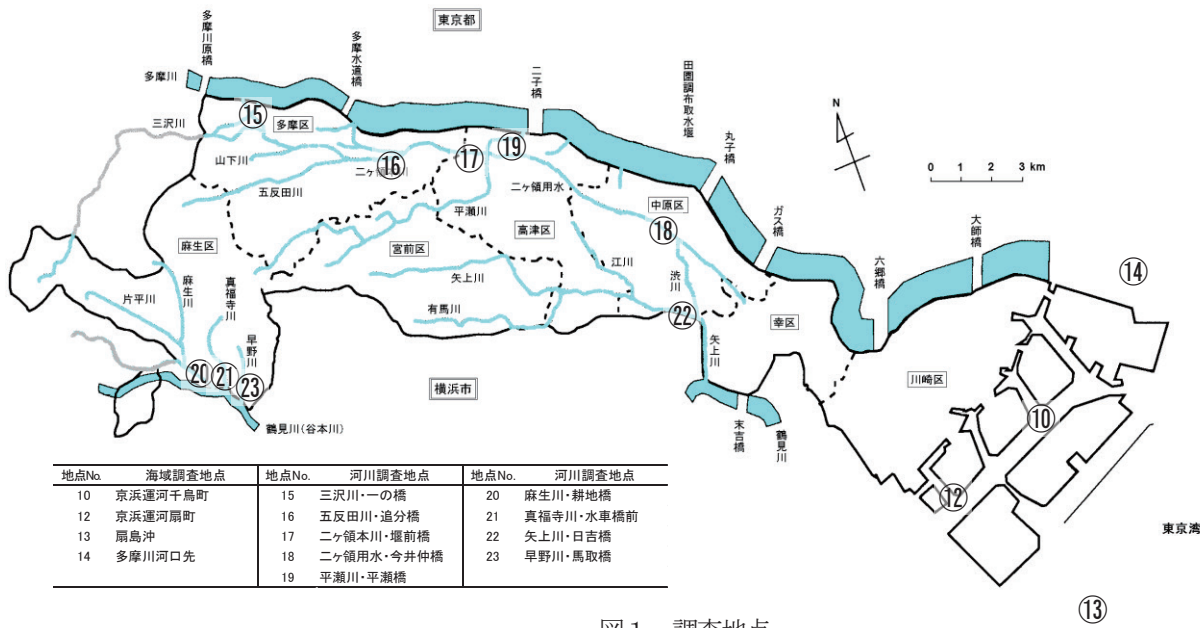 東京都
多摩川原橋
多摩水道橋
二子橋
田園調布取水堰
丸子橋
ガス橋
六郷橋
大師橋
多摩川
三沢川
⑮
多摩区
山下川
五反田川
⑯
二ヶ領
⑰
⑲
二ヶ領用水
中原区
⑱
平瀬川
高津区
宮前区
麻生区
片平川
麻生川
真福寺川
早野川
矢上川
有馬川
江川
渋川
㉒
矢上川
幸区
川崎区
⑳
㉑
㉓
鶴見川(谷本川)
横浜市
末吉橋
鶴見川
N
0 1 2 3 km
⑭
⑩
⑫
東京湾
⑬
地点No. 海域調査地点 地点No. 河川調査地点 地点No. 河川調査地点
10 京浜運河千鳥町 15 三沢川・一の橋 20 麻生川・耕地橋
12 京浜運河扇町 16 五反田川・追分橋 21 真福寺川・水車橋前
13 扇島沖 17 二ヶ領本川・堰前橋 22 矢上川・日吉橋
14 多摩川河口先 18 二ヶ領用水・今井仲橋 23 早野川・馬取橋
19 平瀬川・平瀬橋
図1 調査地点